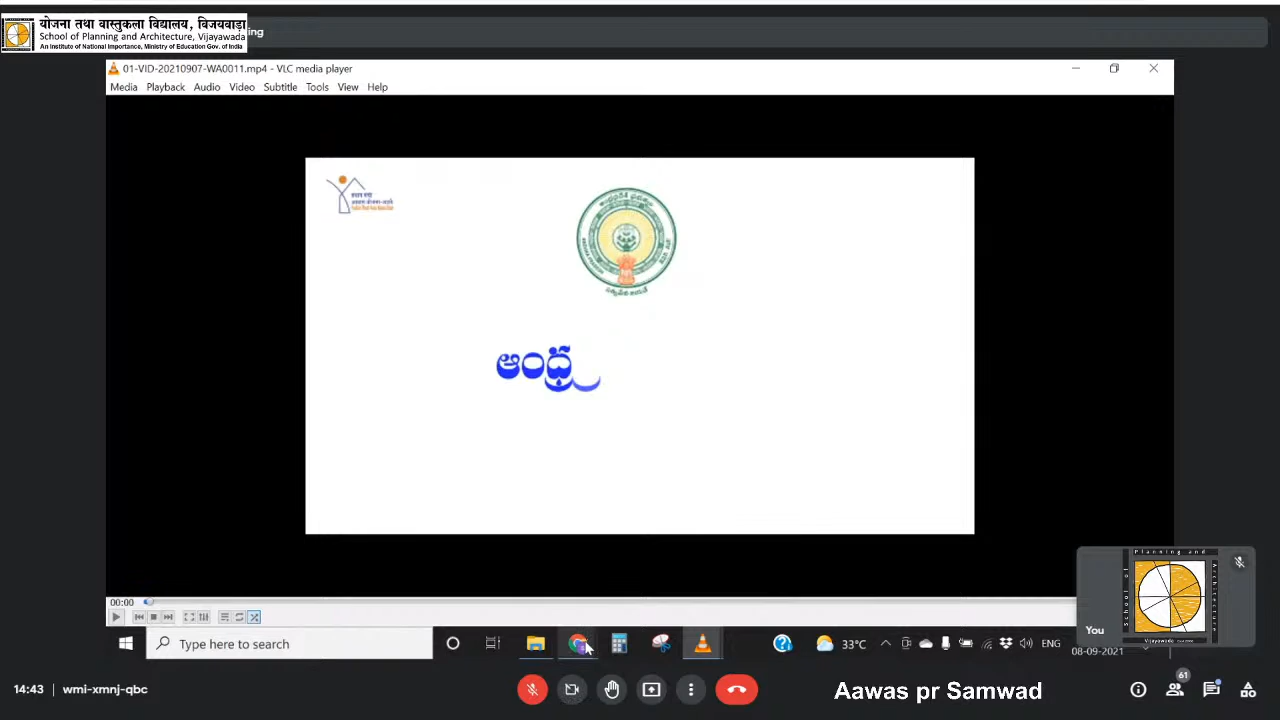 योजना तथा वास्तुकला विद्यालय, विजयवाड़ा
School of Planning and Architecture, Vijayawada
An Institute of National Importance, Ministry of Education Gov. of India
01-VID-20210907-WA0011.mp4 - VLC media player
Media Playback Audio Video Subtitle Tools View Help
ఆంధ్ర
00:00
You
Type here to search
33°C
ENG
08-09-2021
14:43 wmi-xmnj-qbc
Aawas pr Samwad
61